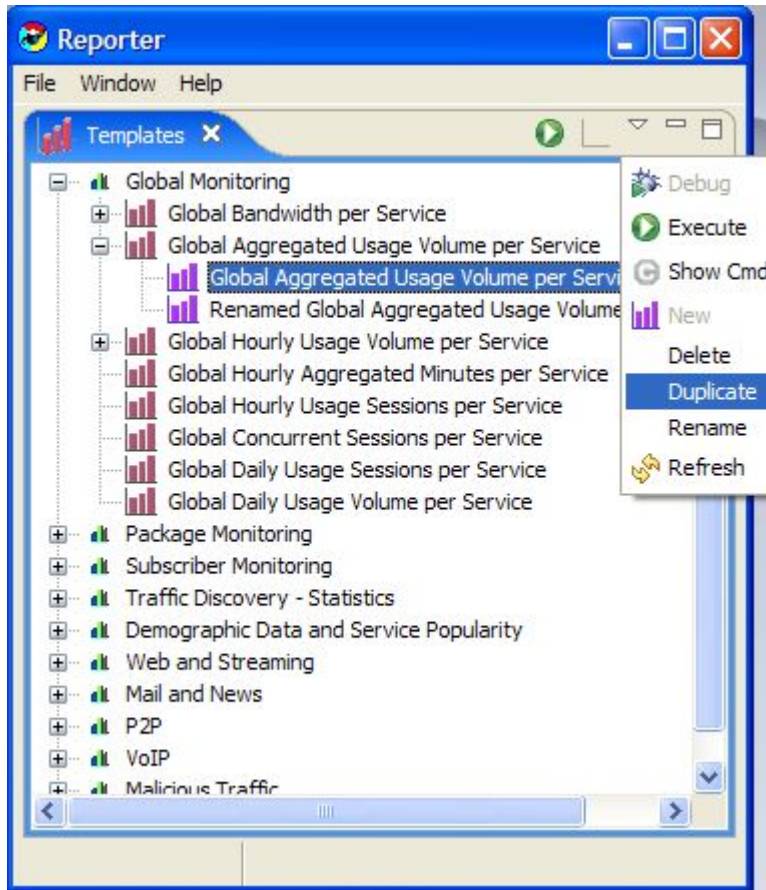 Reporter
File Window Help
Templates
Global Monitoring
Global Bandwidth per Service
Global Aggregated Usage Volume per Service
Global Aggregated Usage Volume per Servi
Renamed Global Aggregated Usage Volume
Global Hourly Usage Volume per Service
Global Hourly Aggregated Minutes per Service
Global Hourly Usage Sessions per Service
Global Concurrent Sessions per Service
Global Daily Usage Sessions per Service
Global Daily Usage Volume per Service
Package Monitoring
Subscriber Monitoring
Traffic Discovery - Statistics
Demographic Data and Service Popularity
Web and Streaming
Mail and News
P2P
VoIP
Malicious Traffic
Debug
Execute
Show Cmd
New
Delete
Duplicate
Rename
Refresh